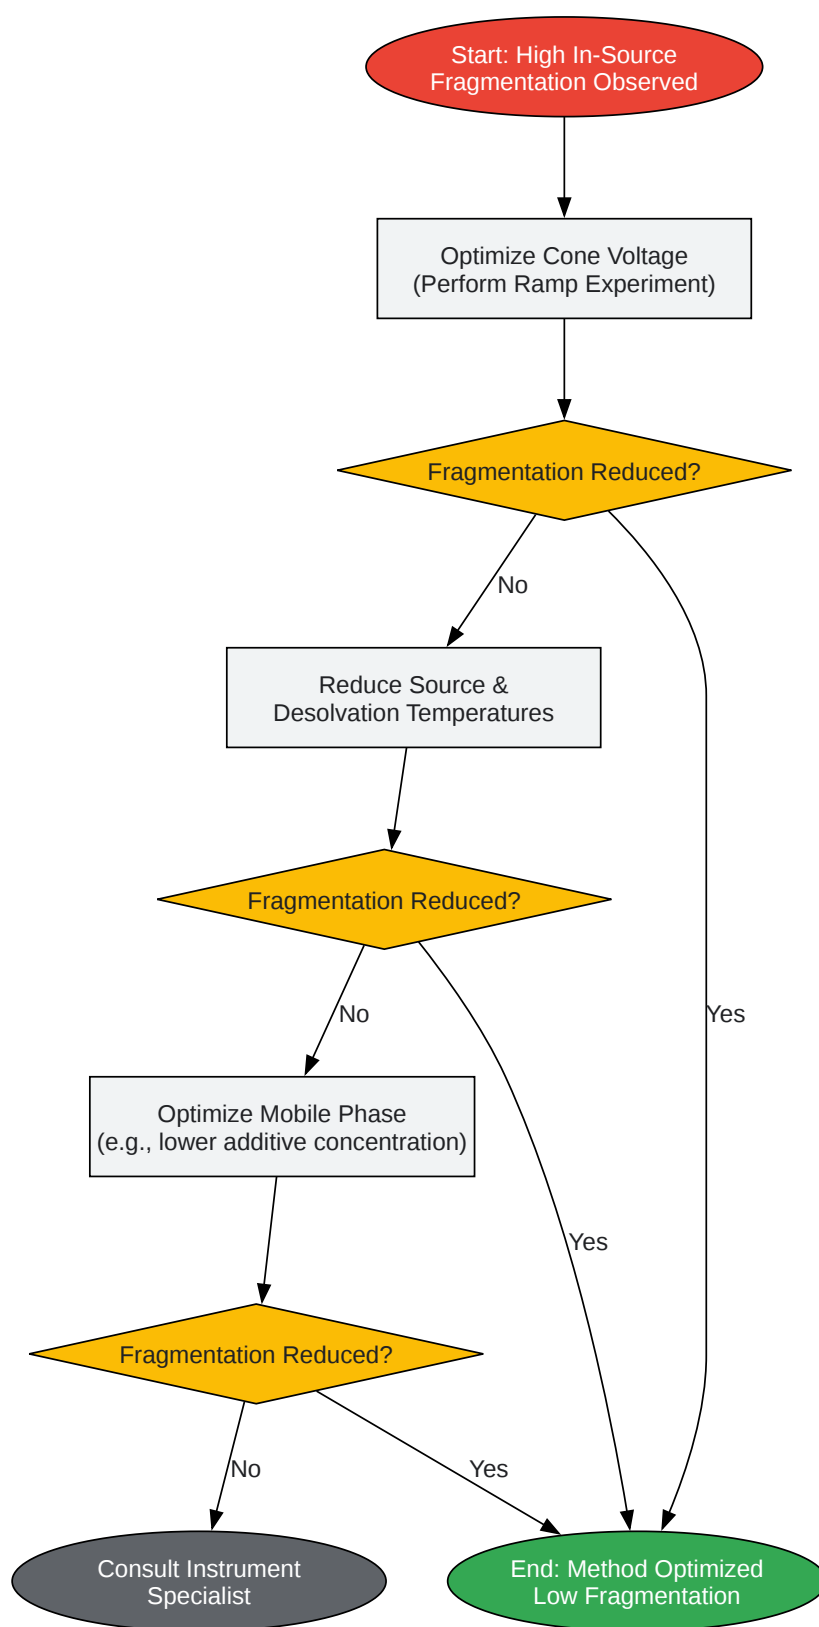 Start: High In-Source
Fragmentation Observed
Optimize Cone Voltage
(Perform Ramp Experiment)
Fragmentation Reduced?
No
Reduce Source &
Desolvation Temperatures
Fragmentation Reduced?
No
Yes
Optimize Mobile Phase
(e.g., lower additive concentration)
Yes
Fragmentation Reduced?
No
Yes
Consult Instrument
Specialist
End: Method Optimized
Low Fragmentation